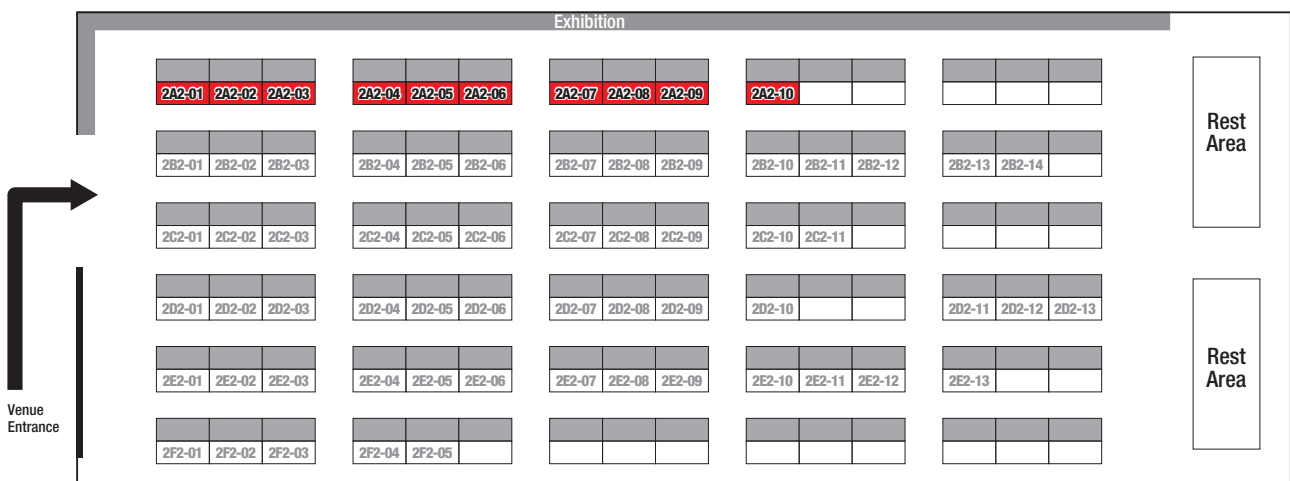 Exhibition
2A2-01 2A2-02 2A2-03 2A2-04 2A2-05 2A2-06 2A2-07 2A2-08 2A2-09 2A2-10
Rest
Area
2B2-01 2B2-02 2B2-03 2B2-04 2B2-05 2B2-06 2B2-07 2B2-08 2B2-09 2B2-10 2B2-11 2B2-12 2B2-13 2B2-14
2C2-01 2C2-02 2C2-03 2C2-04 2C2-05 2C2-06 2C2-07 2C2-08 2C2-09 2C2-10 2C2-11
2D2-01 2D2-02 2D2-03 2D2-04 2D2-05 2D2-06 2D2-07 2D2-08 2D2-09 2D2-10 2D2-11 2D2-12 2D2-13
Rest
Area
2E2-01 2E2-02 2E2-03 2E2-04 2E2-05 2E2-06 2E2-07 2E2-08 2E2-09 2E2-10 2E2-11 2E2-12 2E2-13
Venue
Entrance
2F2-01 2F2-02 2F2-03 2F2-04 2F2-05